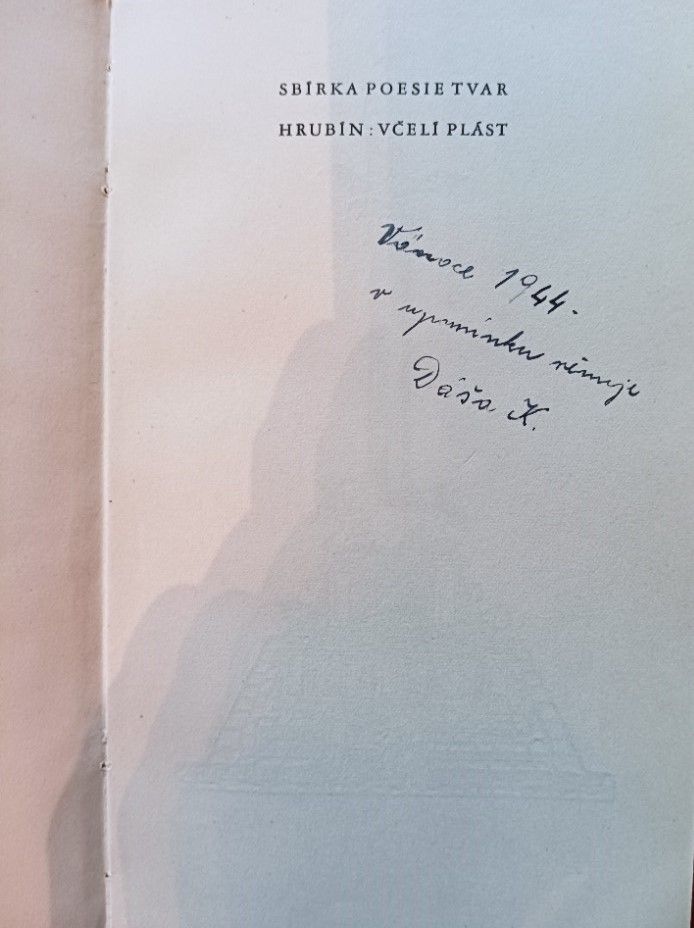 SBÍRKA POESIE TVAR
HRUBÍN: VČELÍ PLÁST
Vánoce 1944 -
v upomínku věnuje
Dáša K.